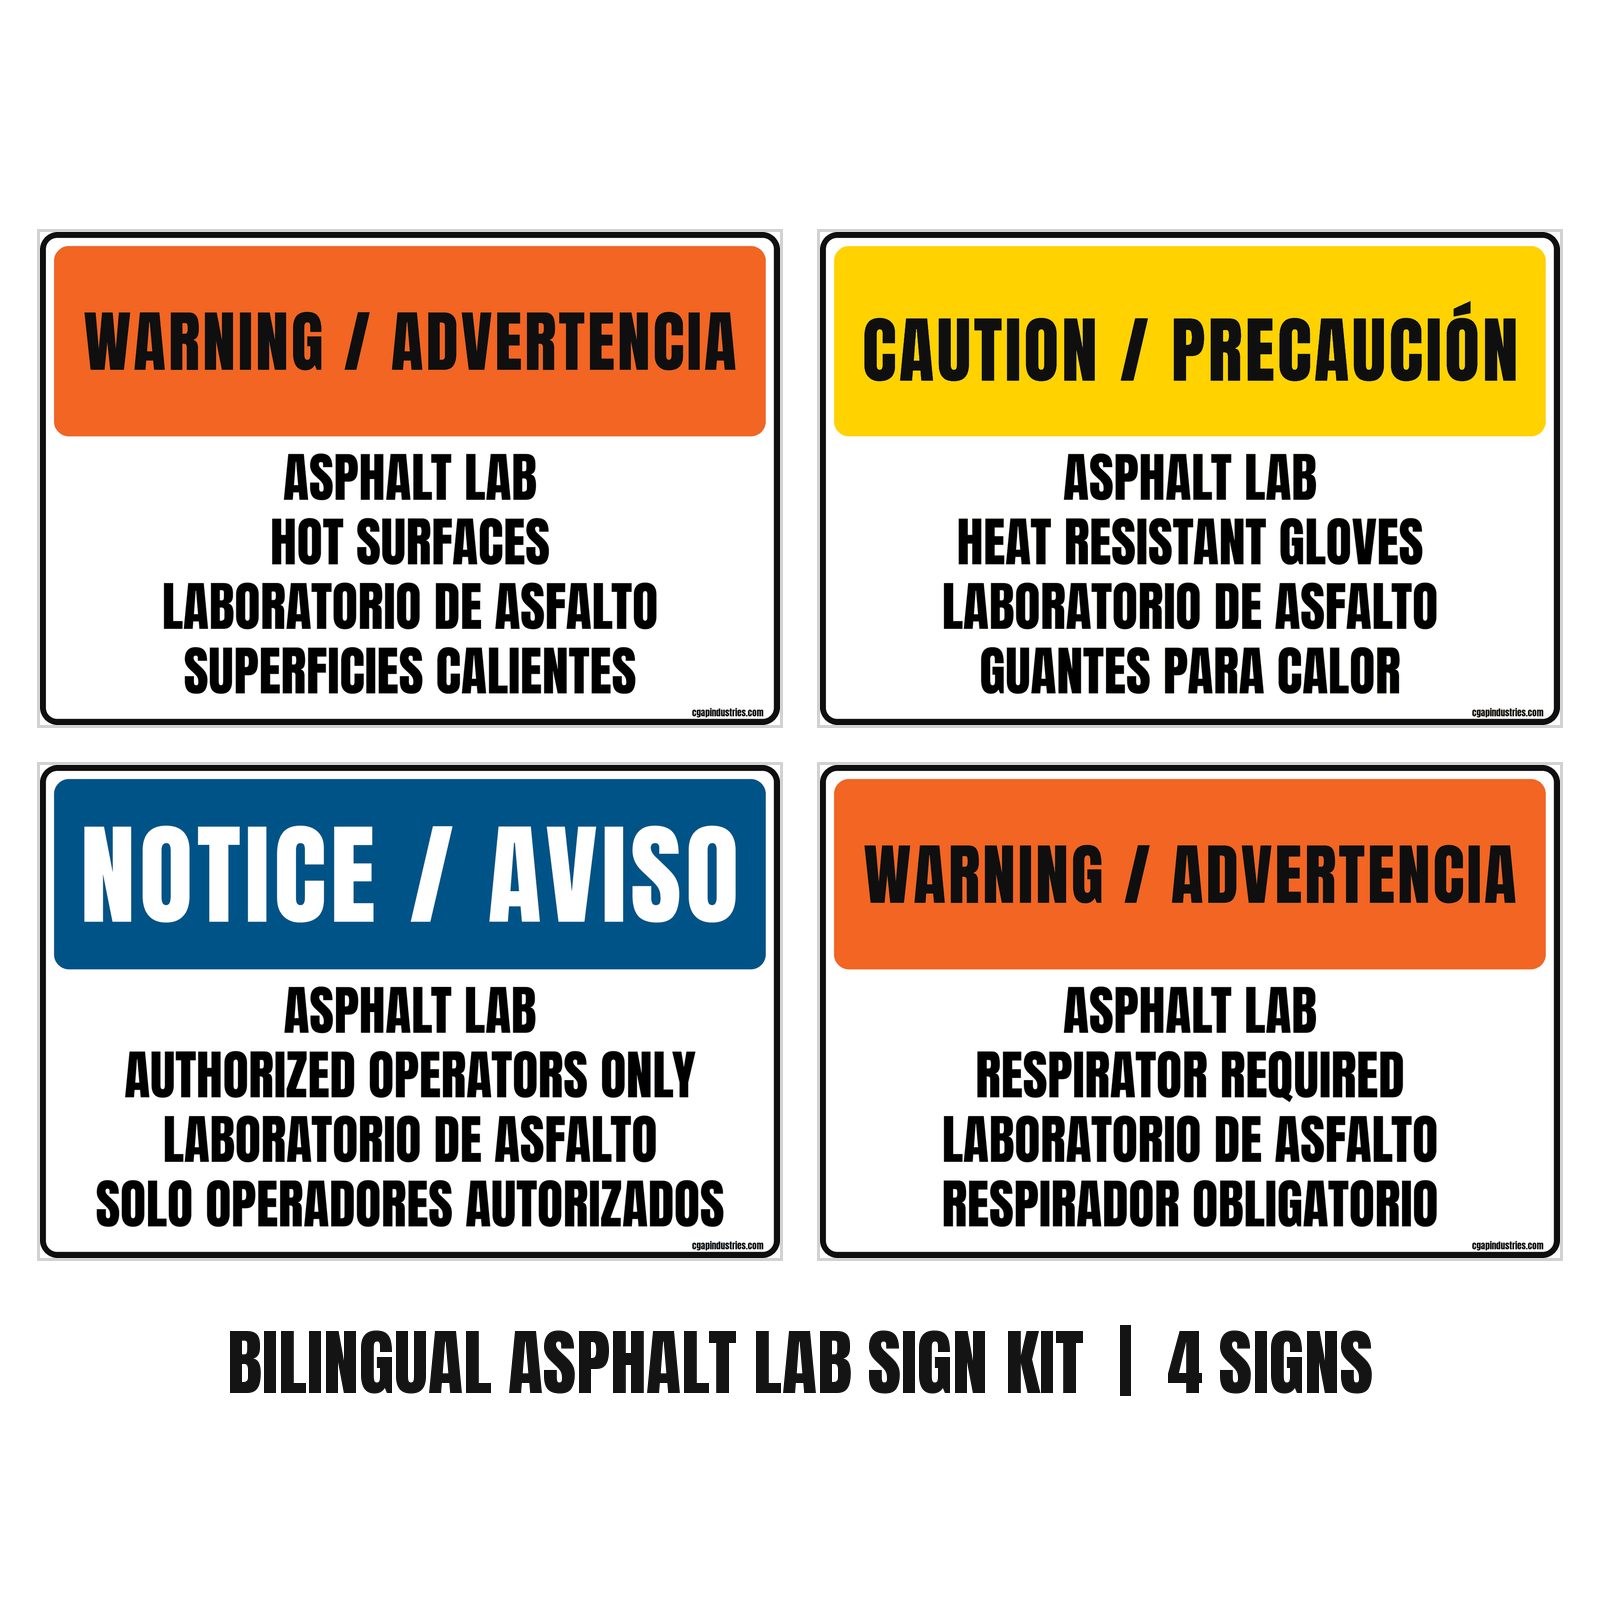 WARNING / ADVERTENCIA
ASPHALT LAB
HOT SURFACES
LABORATORIO DE ASFALTO
SUPERFICIES CALIENTES
cgapindustries.com
CAUTION / PRECAUCIÓN
ASPHALT LAB
HEAT RESISTANT GLOVES
LABORATORIO DE ASFALTO
GUANTES PARA CALOR
cgapindustries.com
NOTICE / AVISO
ASPHALT LAB
AUTHORIZED OPERATORS ONLY
LABORATORIO DE ASFALTO
SOLO OPERADORES AUTORIZADOS
cgapindustries.com
WARNING / ADVERTENCIA
ASPHALT LAB
RESPIRATOR REQUIRED
LABORATORIO DE ASFALTO
RESPIRADOR OBLIGATORIO
cgapindustries.com
BILINGUAL ASPHALT LAB SIGN KIT | 4 SIGNS